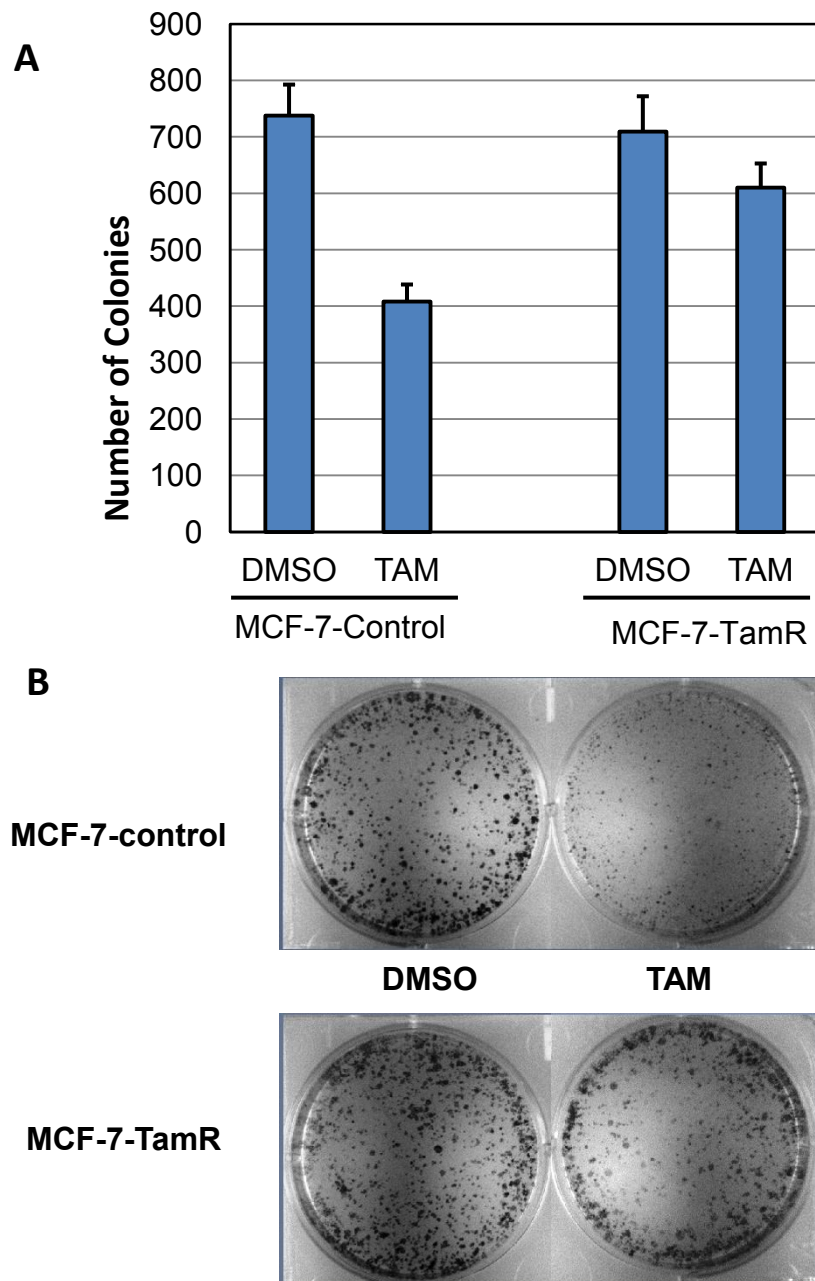 A
Number of Colonies
900
800
700
600
500
400
300
200
100
0
DMSO TAM DMSO TAM
MCF-7-Control MCF-7-TamR
B
MCF-7-control
DMSO TAM
MCF-7-TamR